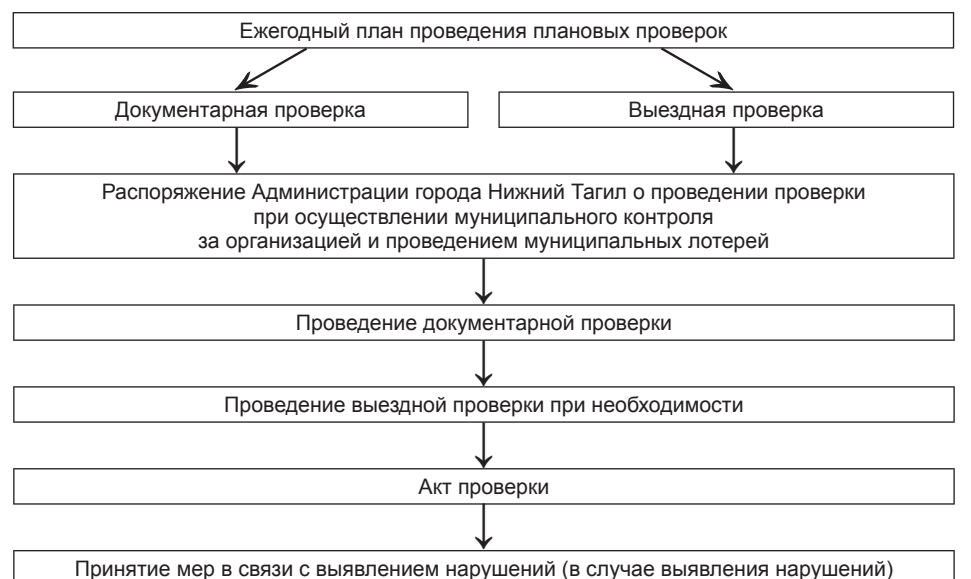 Ежегодный план проведения плановых проверок
Документарная проверка
Выездная проверка
Распоряжение Администрации города Нижний Тагил о проведении проверки
при осуществлении муниципального контроля
за организацией и проведением муниципальных лотерей
Проведение документарной проверки
Проведение выездной проверки при необходимости
Акт проверки
Принятие мер в связи с выявлением нарушений (в случае выявления нарушений)